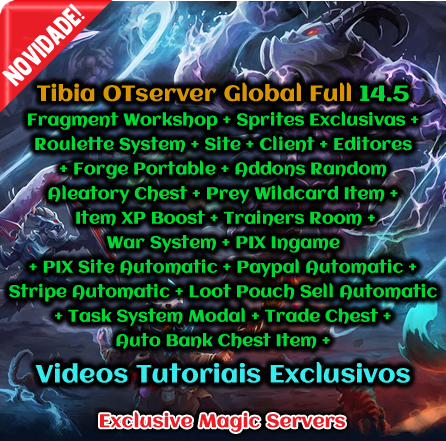 NOVIDADE!
Tibia OTserver Global Full 14.5
Fragment Workshop + Sprites Exclusivas +
Roulette System + Site + Client + Editores
+ Forge Portable + Addons Random
Aleatory Chest + Prey Wildcard Item +
Item XP Boost + Trainers Room +
War System + PIX Ingame
+ PIX Site Automatic + Paypal Automatic +
Stripe Automatic + Loot Pouch Sell Automatic
+ Task System Modal + Trade Chest +
Auto Bank Chest Item +
Videos Tutoriais Exclusivos
Exclusive Magic Servers